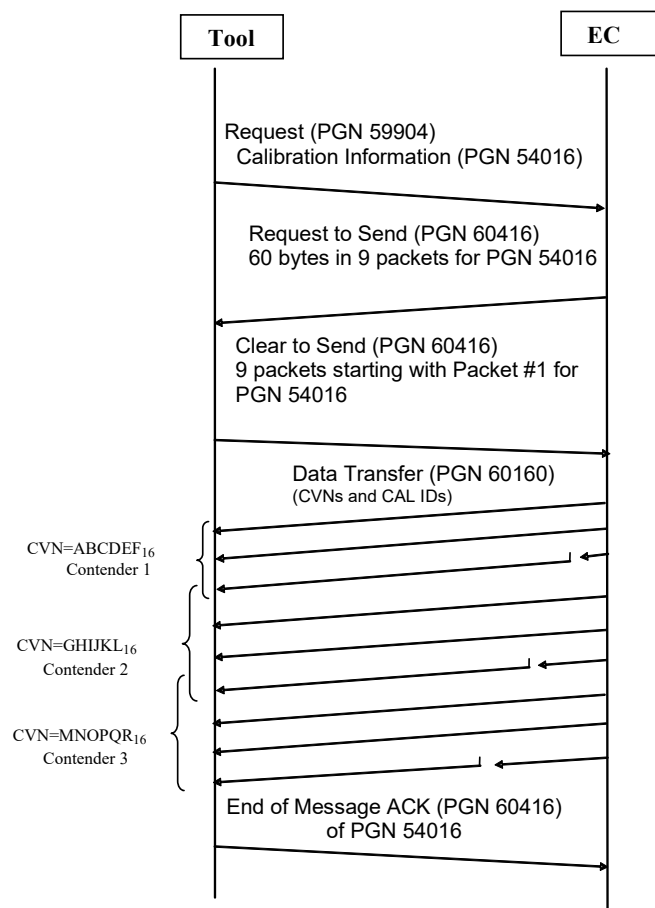 Tool
EC
Request (PGN 59904)
Calibration Information (PGN 54016)
Request to Send (PGN 60416)
60 bytes in 9 packets for PGN 54016
Clear to Send (PGN 60416)
9 packets starting with Packet #1 for
PGN 54016
Data Transfer (PGN 60160)
(CVNs and CAL IDs)
CVN=ABCDEF16
Contender 1
CVN=GHIJKL16
Contender 2
CVN=MNOPQR16
Contender 3
End of Message ACK (PGN 60416)
of PGN 54016